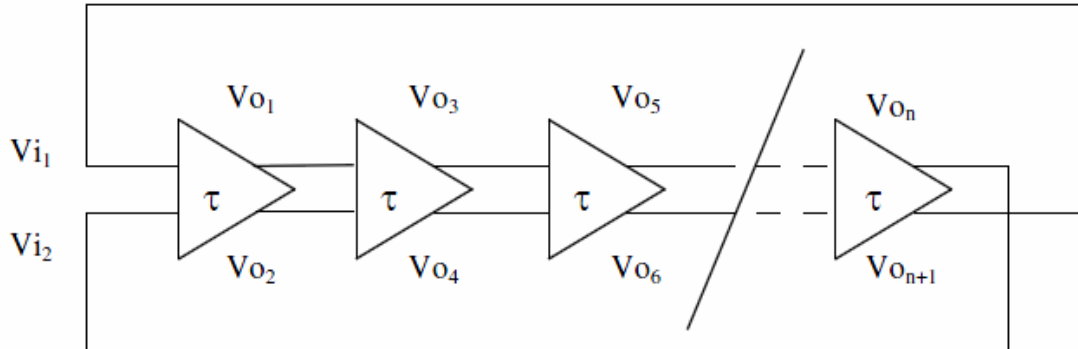 Vo₁ Vo₃ Vo₅ Voₙ
Vi₁
τ τ τ τ
Vi₂
Vo₂ Vo₄ Vo₆ Voₙ₊₁